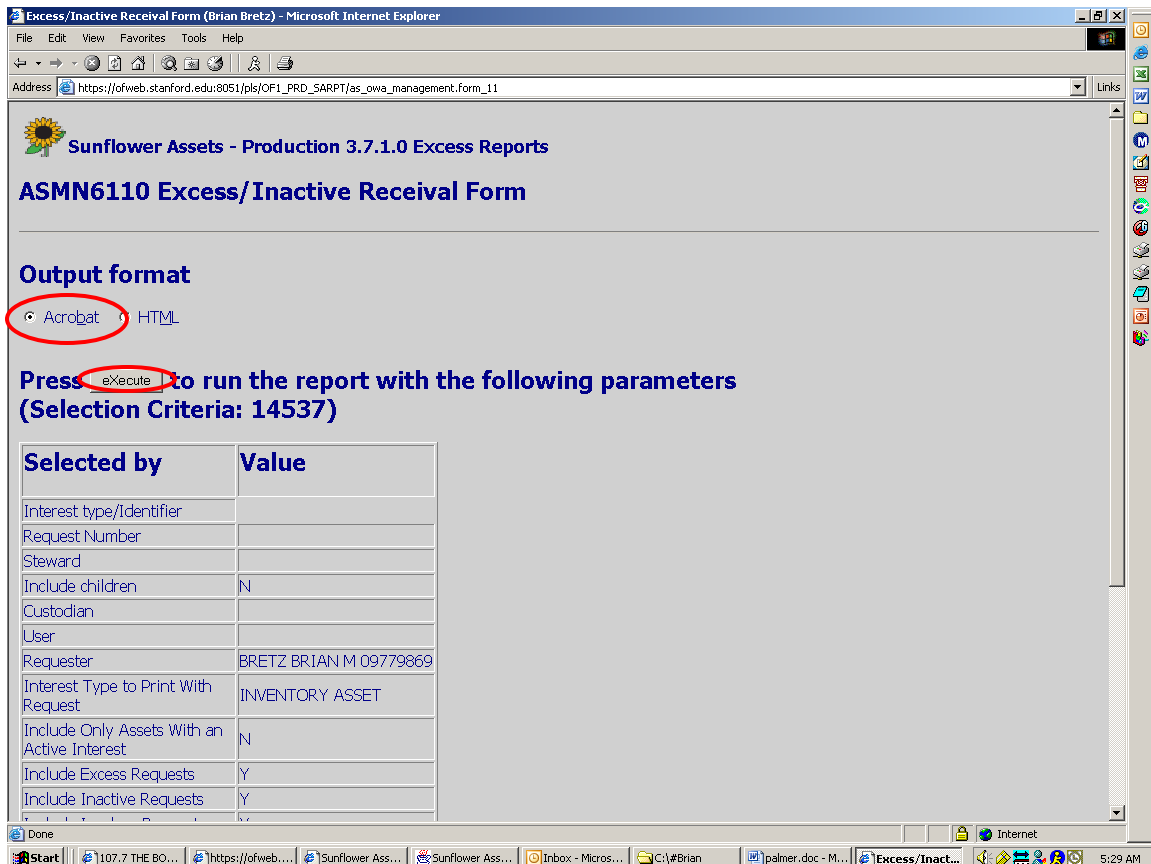 Excess/Inactive Receival Form (Brian Bretz) - Microsoft Internet Explorer
File Edit View Favorites Tools Help
Address https://ofweb.stanford.edu:8051/pls/OF1_PRD_SARPT/as_owa_management.form_11 Links
Sunflower Assets - Production 3.7.1.0 Excess Reports
ASMN6110 Excess/Inactive Receival Form
Output format
Acrobat HTML
Press eXecute to run the report with the following parameters
(Selection Criteria: 14537)
Selected by Value
Interest type/Identifier
Request Number
Steward
Include children N
Custodian
User
Requester BRETZ BRIAN M 09779869
Interest Type to Print With
Request INVENTORY ASSET
Include Only Assets With an
Active Interest N
Include Excess Requests Y
Include Inactive Requests Y
Done Internet
Start 107.7 THE BO... https://ofweb.... Sunflower Ass... Sunflower Ass... Inbox - Micros... C:\#Brian palmer.doc - M... Excess/Inact... 5:29 AM